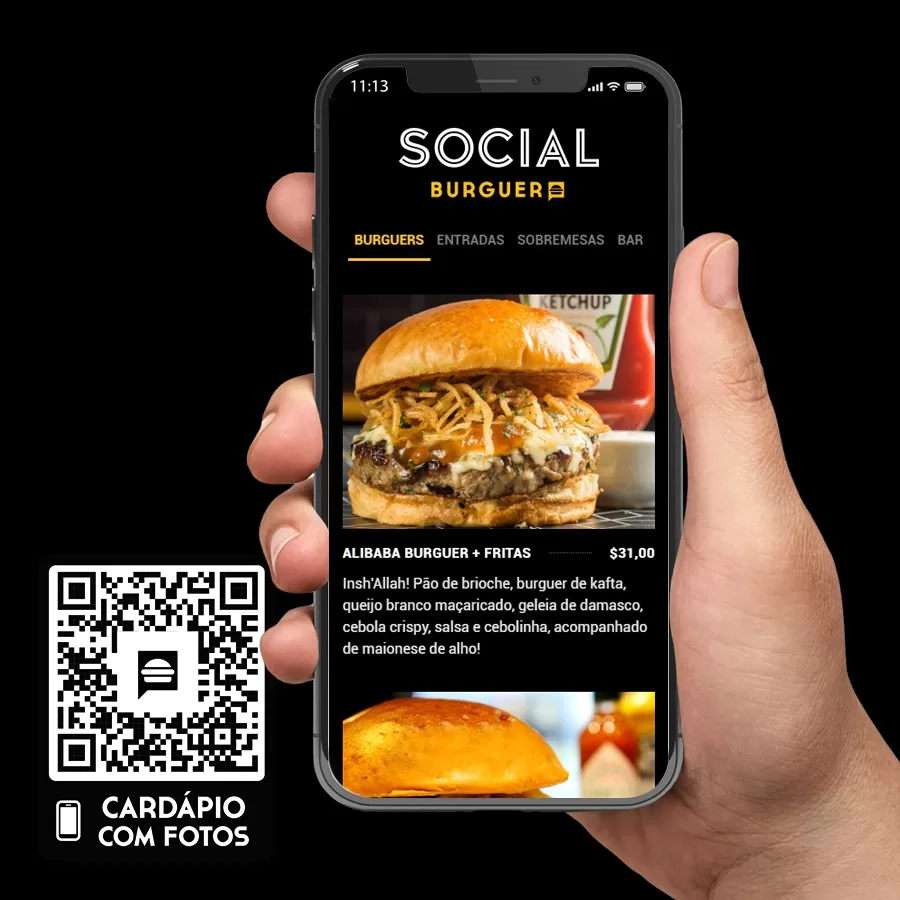 11:13
SOCIAL
BURGUER
BURGUERS ENTRADAS SOBREMESAS BAR
KETCHUP
ALIBABA BURGUER + FRITAS $31,00
Insh'Allah! Pão de brioche, burguer de kafta,
queijo branco maçaricado, geleia de damasco,
cebola crispy, salsa e cebolinha, acompanhado
de maionese de alho!
CARDÁPIO
COM FOTOS